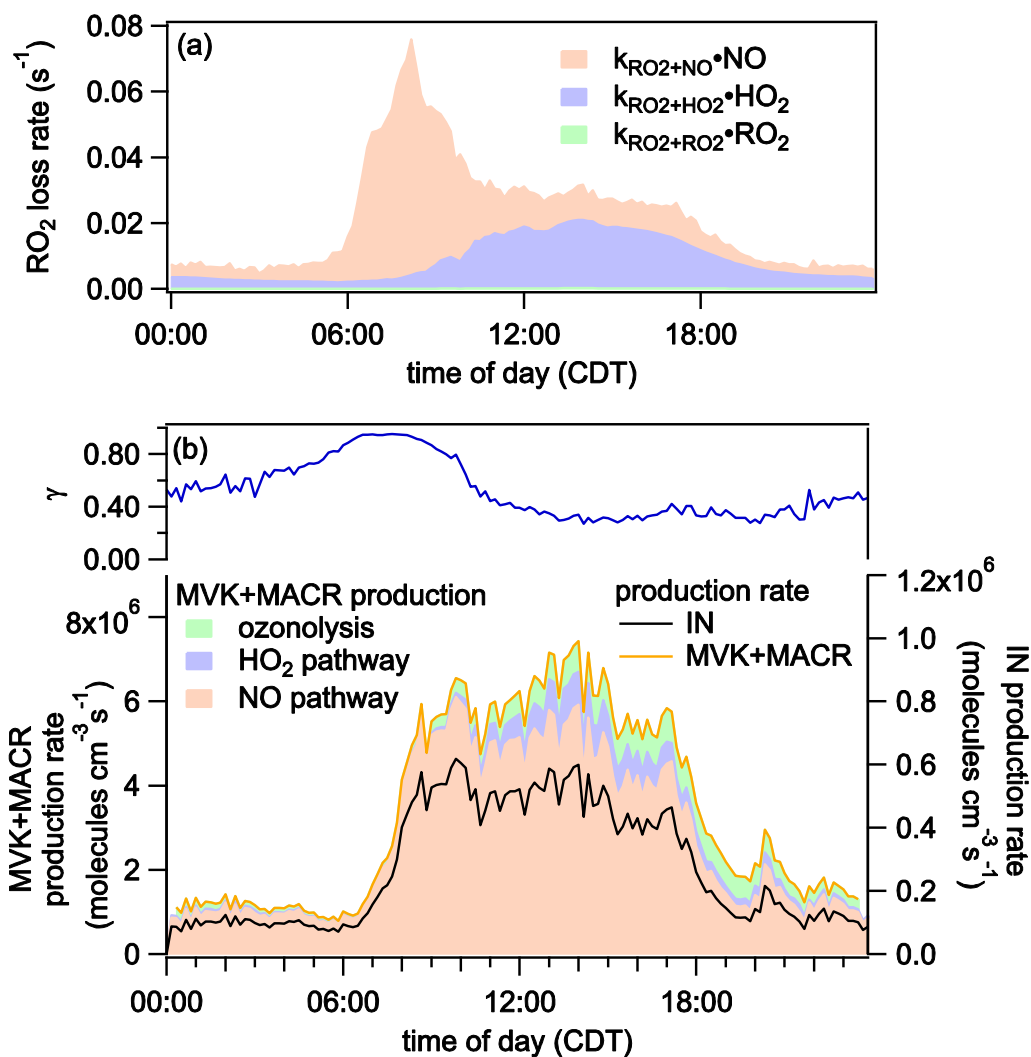 (a)
0.08
0.06
0.04
0.02
0.00
RO2 loss rate (s-1)
kRO2+NO•NO
kRO2+HO2•HO2
kRO2+RO2•RO2
00:00 06:00 12:00 18:00
time of day (CDT)
(b)
0.80
0.40
0.00
γ
MVK+MACR production
ozonolysis
HO2 pathway
NO pathway
production rate
IN
MVK+MACR
8x10^6
6
4
2
0
MVK+MACR
production rate
(molecules cm-3 s-1)
1.2x10^6
1.0
0.8
0.6
0.4
0.2
0.0
IN production rate
(molecules cm-3 s-1)
00:00 06:00 12:00 18:00
time of day (CDT)